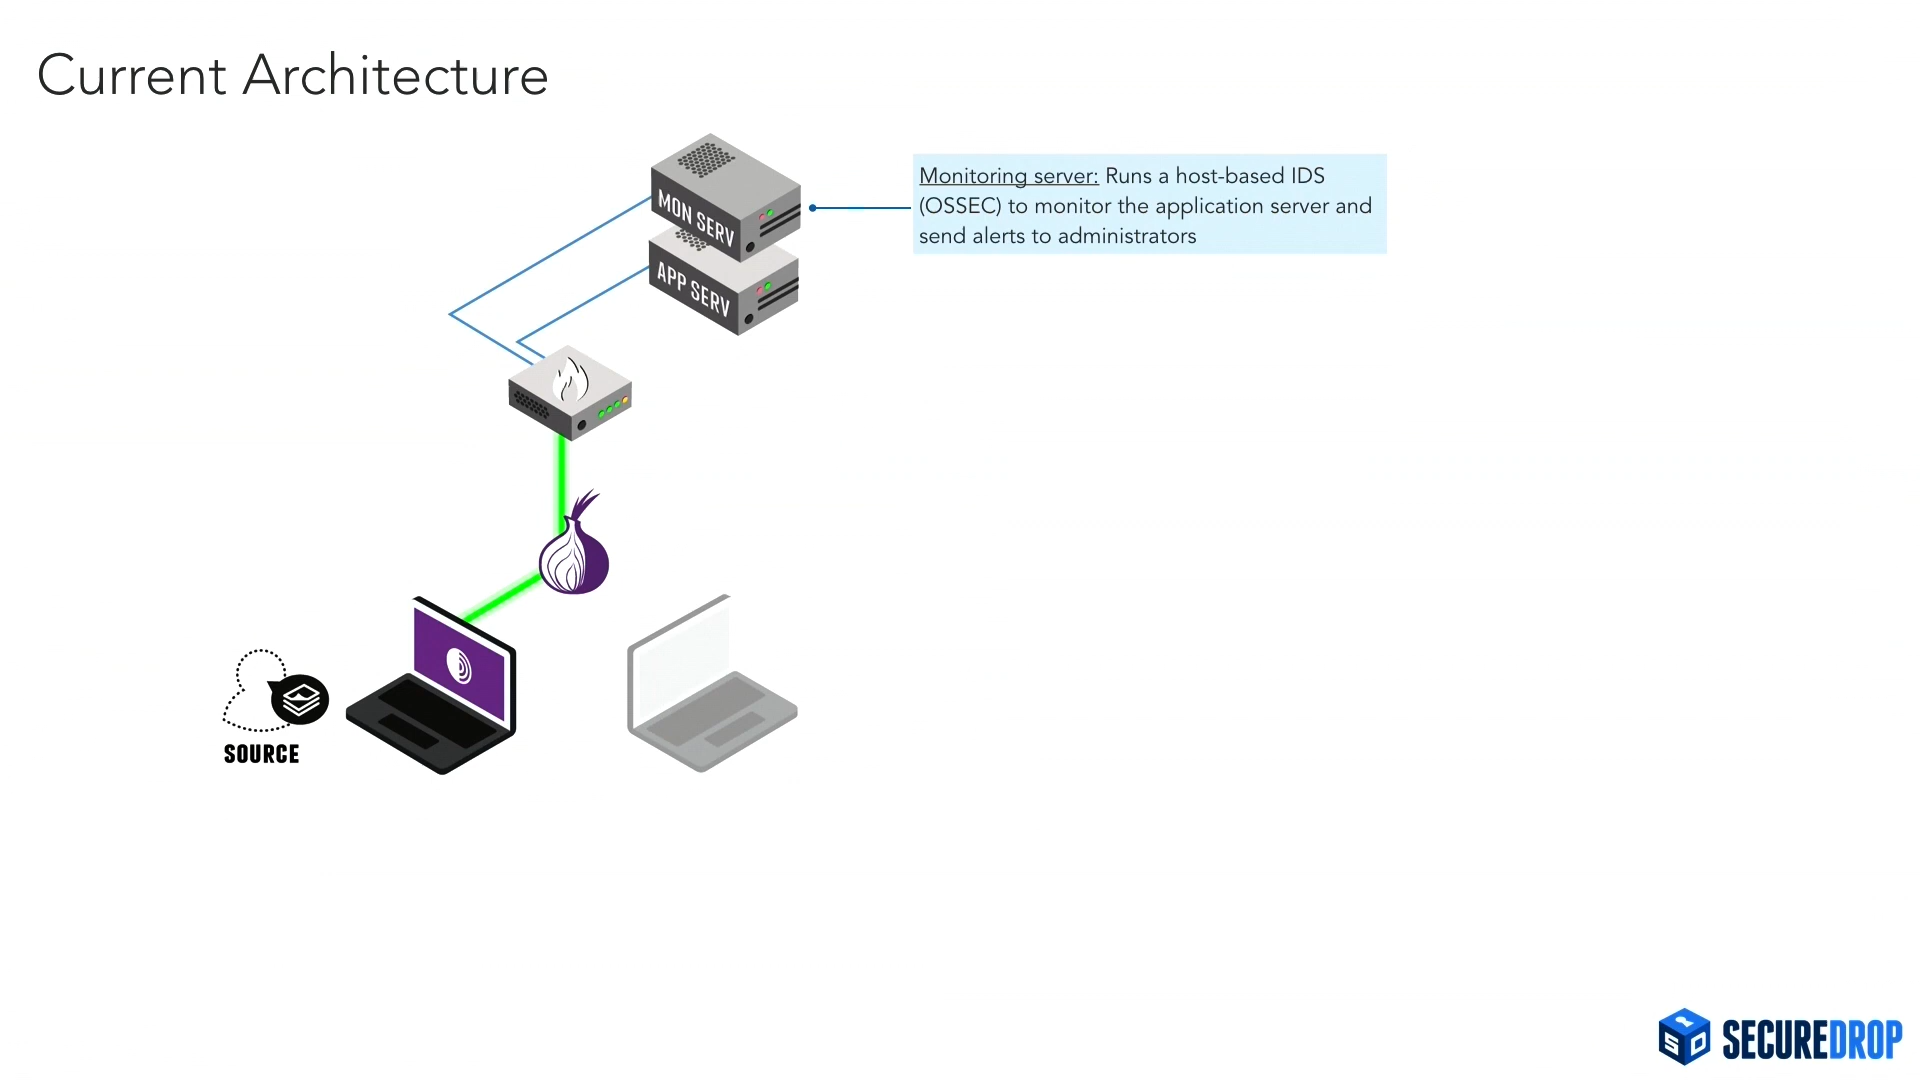 Current Architecture
MON SERV
APP SERV
Monitoring server: Runs a host-based IDS
(OSSEC) to monitor the application server and
send alerts to administrators
SOURCE
SD
SECUREDROP